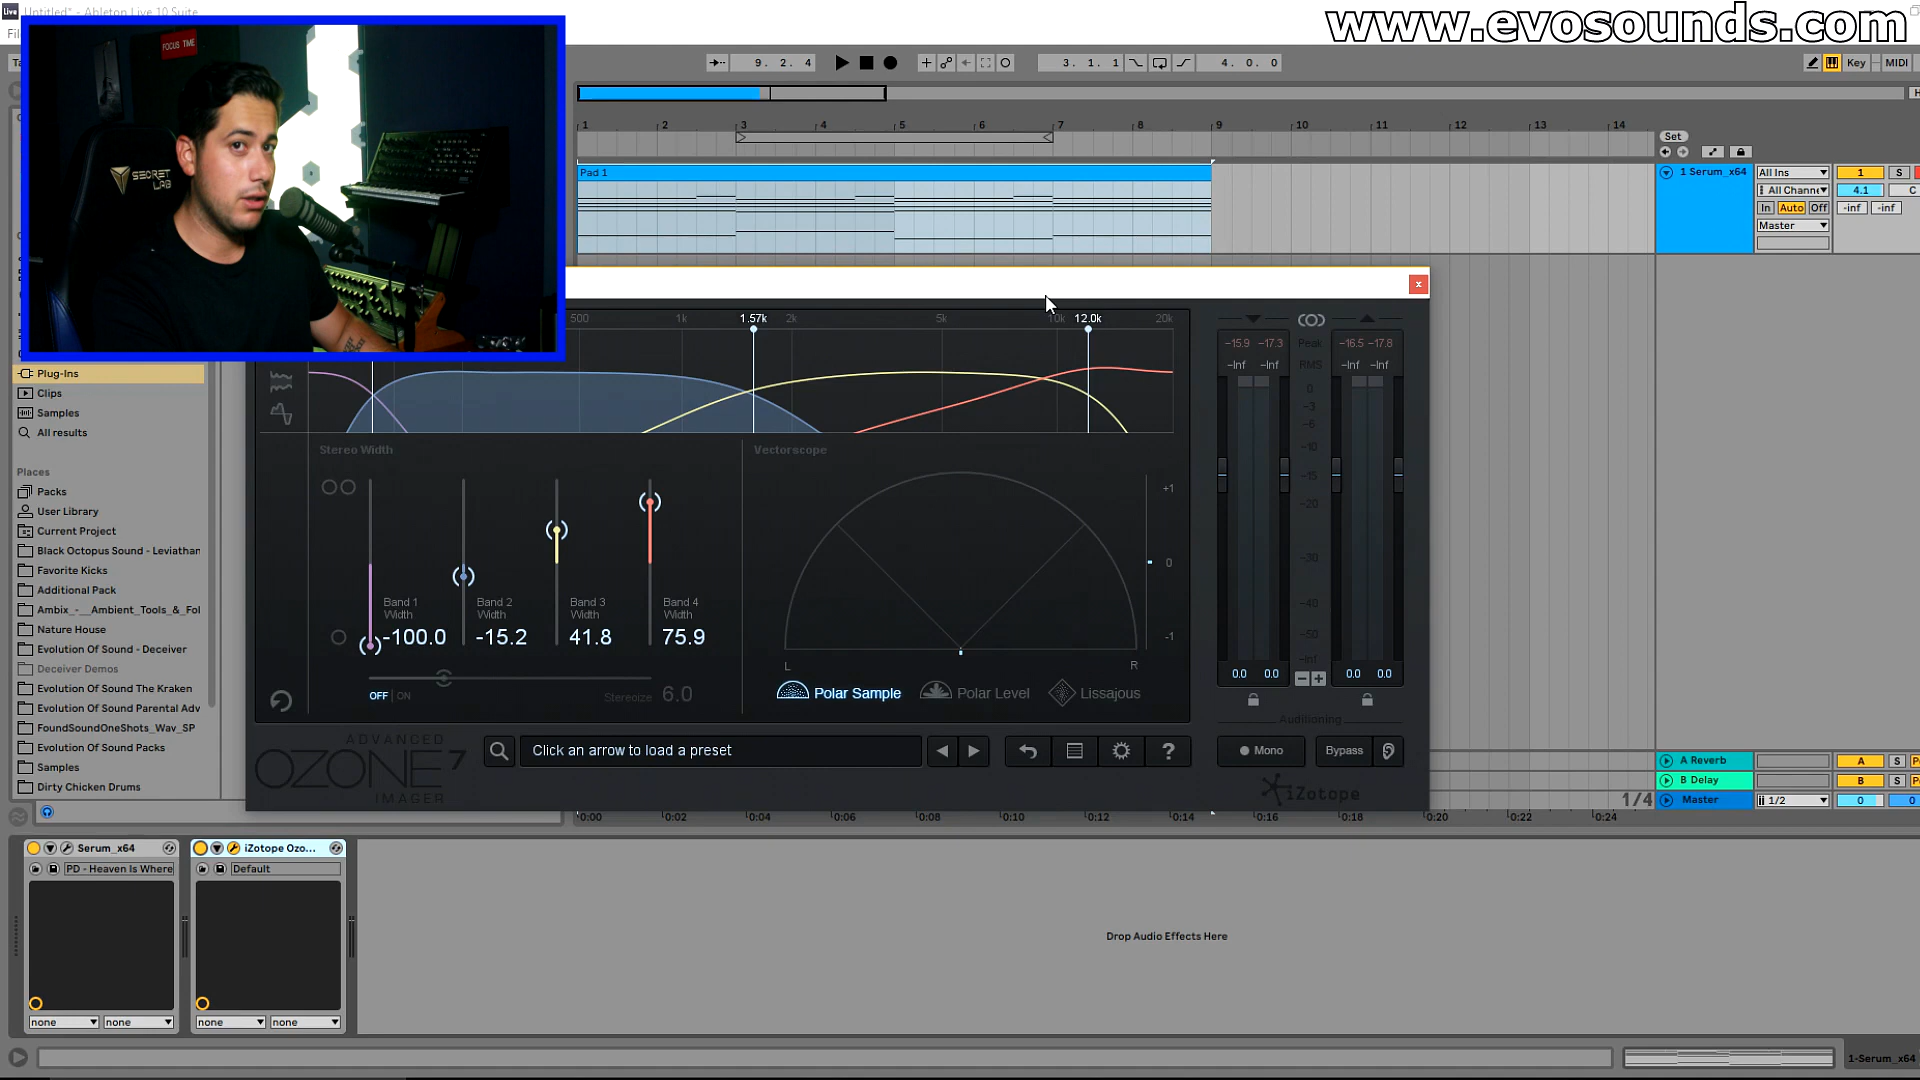 Untitled* - Ableton Live 10 Suite
www.evosounds.com
FOCUS TIME
SECRET LAB
9. 2. 4
3. 1. 1
4. 0. 0
Key
MIDI
1 2 3 4 5 6 7 8 9 10 11 12 13 14
Set
Pad 1
1 Serum_x64
All Ins
1
S
All Channe
4.1
C
In Auto Off
-inf -inf
Master
Plug-Ins
Clips
Samples
All results
Places
Packs
User Library
Current Project
Black Octopus Sound - Leviathan
Favorite Kicks
Additional Pack
Ambix_-__Ambient_Tools_&_Fol
Nature House
Evolution Of Sound - Deceiver
Deceiver Demos
Evolution Of Sound The Kraken
Evolution Of Sound Parental Adv
FoundSoundOneShots_Wav_SP
Evolution Of Sound Packs
Samples
Dirty Chicken Drums
500 1k 1.57k 2k 5k 10k 12.0k 20k
Stereo Width
Vectorscope
Band 1 Width
-100.0
Band 2 Width
-15.2
Band 3 Width
41.8
Band 4 Width
75.9
OFF | ON
Stereoize 6.0
+1
0
-1
L
R
Polar Sample
Polar Level
Lissajous
-15.9 -17.3 Peak -16.5 -17.8
-Inf -Inf RMS -Inf -Inf
0
-3
-6
-10
-15
-20
-30
-40
-50
-Inf
0.0 0.0
0.0 0.0
Auditioning
Mono
Bypass
iZotope
ADVANCED
OZONE 7
IMAGER
Click an arrow to load a preset
?
A Reverb
A
S
B Delay
B
S
1/4
Master
1/2
0
0
0:00 0:02 0:04 0:06 0:08 0:10 0:12 0:14 0:16 0:18 0:20 0:22 0:24
Serum_x64
PD - Heaven Is Where
none
none
iZotope Ozo...
Default
none
none
Drop Audio Effects Here
1-Serum_x64